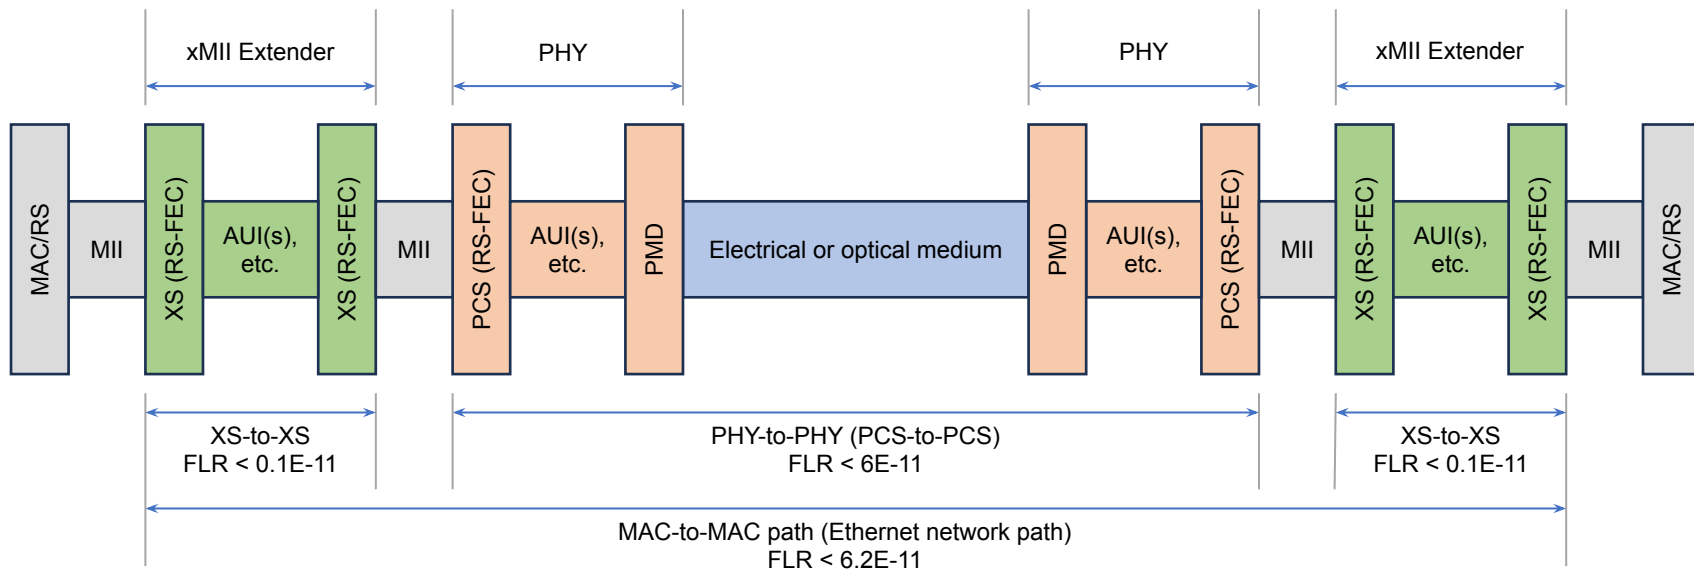 xMII Extender
PHY
PHY
xMII Extender
MAC/RS
MII
XS (RS-FEC)
AUI(s),
etc.
XS (RS-FEC)
MII
PCS (RS-FEC)
AUI(s),
etc.
PMD
Electrical or optical medium
PMD
AUI(s),
etc.
PCS (RS-FEC)
MII
XS (RS-FEC)
AUI(s),
etc.
XS (RS-FEC)
MII
MAC/RS
XS-to-XS
FLR < 0.1E-11
PHY-to-PHY (PCS-to-PCS)
FLR < 6E-11
XS-to-XS
FLR < 0.1E-11
MAC-to-MAC path (Ethernet network path)
FLR < 6.2E-11